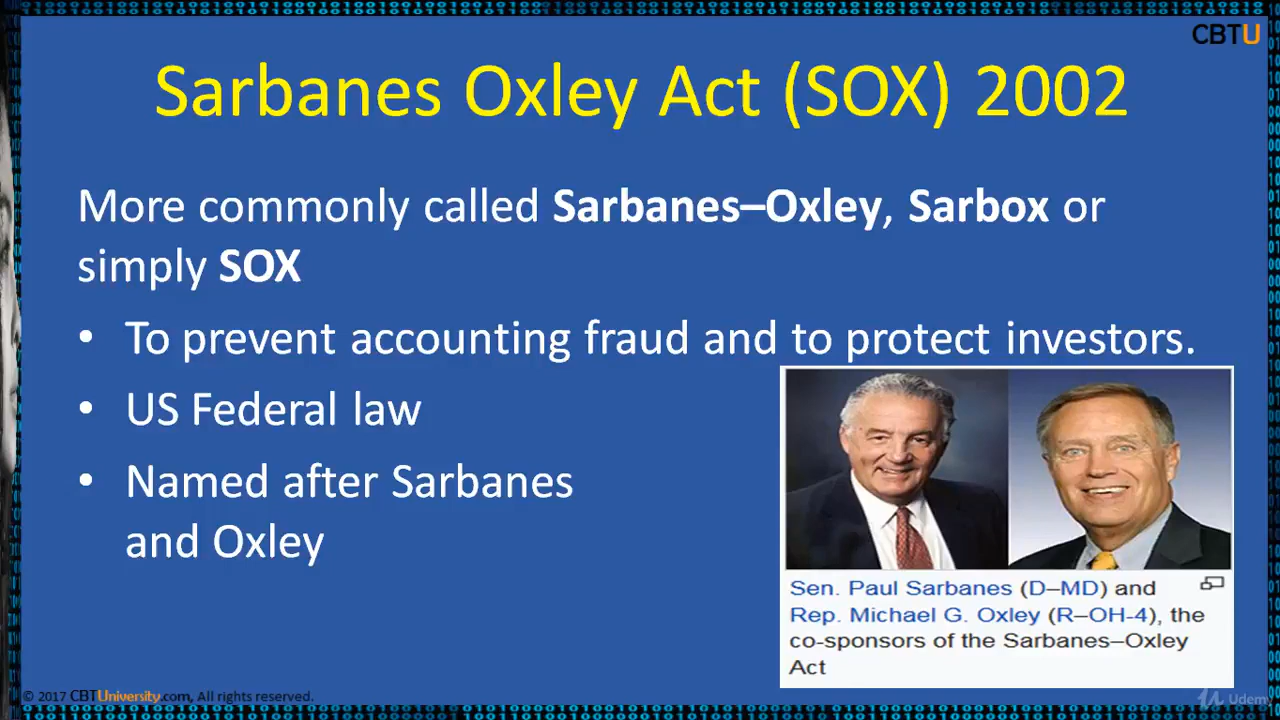 CBTU
Sarbanes Oxley Act (SOX) 2002
More commonly called Sarbanes–Oxley, Sarbox or
simply SOX
• To prevent accounting fraud and to protect investors.
• US Federal law
• Named after Sarbanes
and Oxley
Sen. Paul Sarbanes (D–MD) and
Rep. Michael G. Oxley (R–OH-4), the
co-sponsors of the Sarbanes–Oxley
Act
© 2017 CBTUniversity.com, All rights reserved.
Udemy